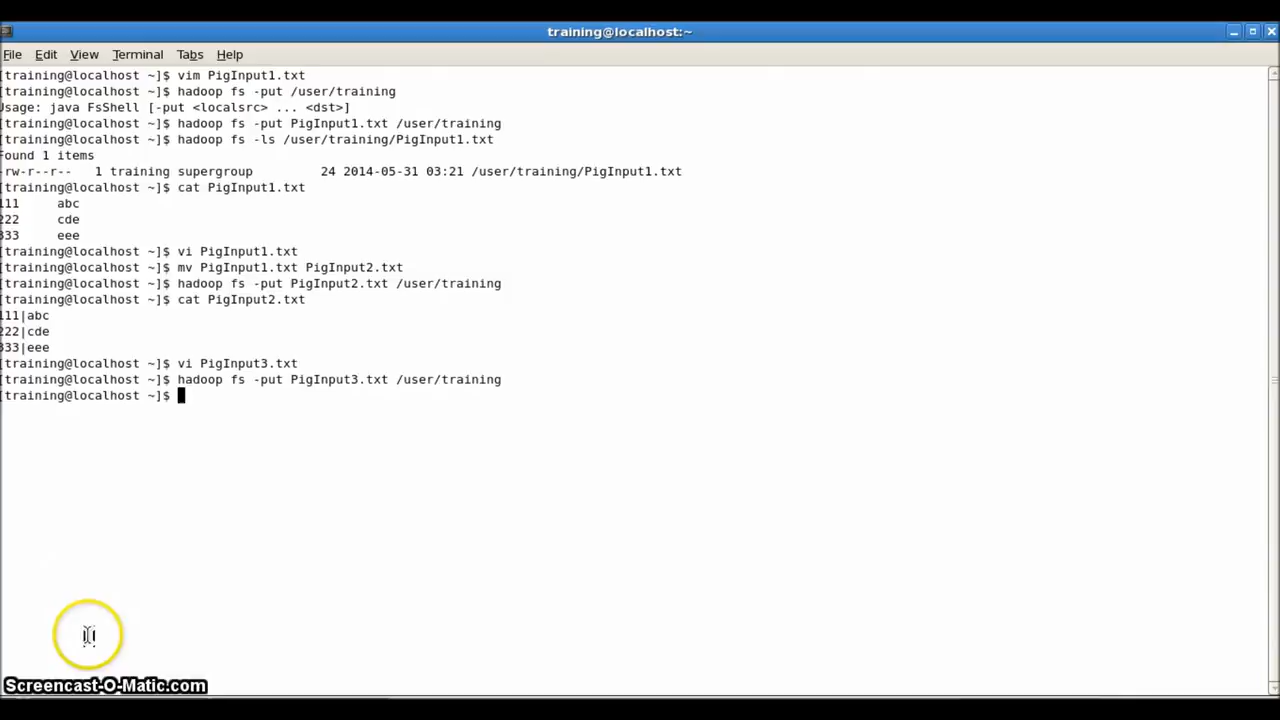 training@localhost:~
File Edit View Terminal Tabs Help
[training@localhost ~]$ vim PigInput1.txt
[training@localhost ~]$ hadoop fs -put /user/training
Usage: java FsShell [-put <localsrc> ... <dst>]
[training@localhost ~]$ hadoop fs -put PigInput1.txt /user/training
[training@localhost ~]$ hadoop fs -ls /user/training/PigInput1.txt
Found 1 items
-rw-r--r-- 1 training supergroup 24 2014-05-31 03:21 /user/training/PigInput1.txt
[training@localhost ~]$ cat PigInput1.txt
111 abc
222 cde
333 eee
[training@localhost ~]$ vi PigInput1.txt
[training@localhost ~]$ mv PigInput1.txt PigInput2.txt
[training@localhost ~]$ hadoop fs -put PigInput2.txt /user/training
[training@localhost ~]$ cat PigInput2.txt
111|abc
222|cde
333|eee
[training@localhost ~]$ vi PigInput3.txt
[training@localhost ~]$ hadoop fs -put PigInput3.txt /user/training
[training@localhost ~]$
Screencast-O-Matic.com